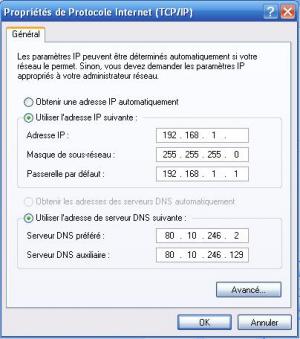 Propriétés de Protocole Internet (TCP/IP)
Général
Les paramètres IP peuvent être déterminés automatiquement si votre
réseau le permet. Sinon, vous devez demander les paramètres IP
appropriés à votre administrateur réseau.
Obtenir une adresse IP automatiquement
Utiliser l'adresse IP suivante :
Adresse IP : 192 . 168 . 1 .
Masque de sous-réseau : 255 . 255 . 255 . 0
Passerelle par défaut : 192 . 168 . 1 . 1
Obtenir les adresses des serveurs DNS automatiquement
Utiliser l'adresse de serveur DNS suivante :
Serveur DNS préféré : 80 . 10 . 246 . 2
Serveur DNS auxiliaire : 80 . 10 . 246 . 129
Avancé...
OK Annuler